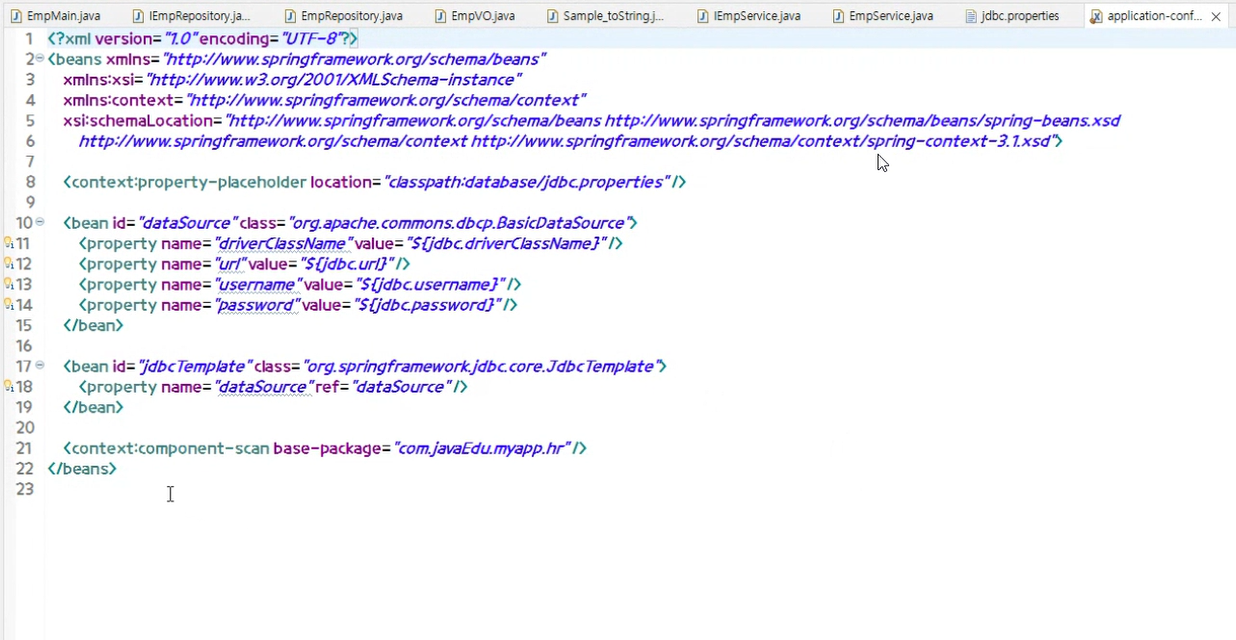 EmpMain.java IEmpRepository.ja... EmpRepository.java EmpVO.java Sample_toString.j... IEmpService.java EmpService.java jdbc.properties application-conf...
1 <?xml version="1.0" encoding="UTF-8"?>
2 <beans xmlns="http://www.springframework.org/schema/beans"
3 xmlns:xsi="http://www.w3.org/2001/XMLSchema-instance"
4 xmlns:context="http://www.springframework.org/schema/context"
5 xsi:schemaLocation="http://www.springframework.org/schema/beans http://www.springframework.org/schema/beans/spring-beans.xsd
6 http://www.springframework.org/schema/context http://www.springframework.org/schema/context/spring-context-3.1.xsd">
7
8 <context:property-placeholder location="classpath:database/jdbc.properties"/>
9
10 <bean id="dataSource" class="org.apache.commons.dbcp.BasicDataSource">
11 <property name="driverClassName" value="${jdbc.driverClassName}"/>
12 <property name="url" value="${jdbc.url}"/>
13 <property name="username" value="${jdbc.username}"/>
14 <property name="password" value="${jdbc.password}"/>
15 </bean>
16
17 <bean id="jdbcTemplate" class="org.springframework.jdbc.core.JdbcTemplate">
18 <property name="dataSource" ref="dataSource"/>
19 </bean>
20
21 <context:component-scan base-package="com.javaEdu.myapp.hr"/>
22 </beans>
23